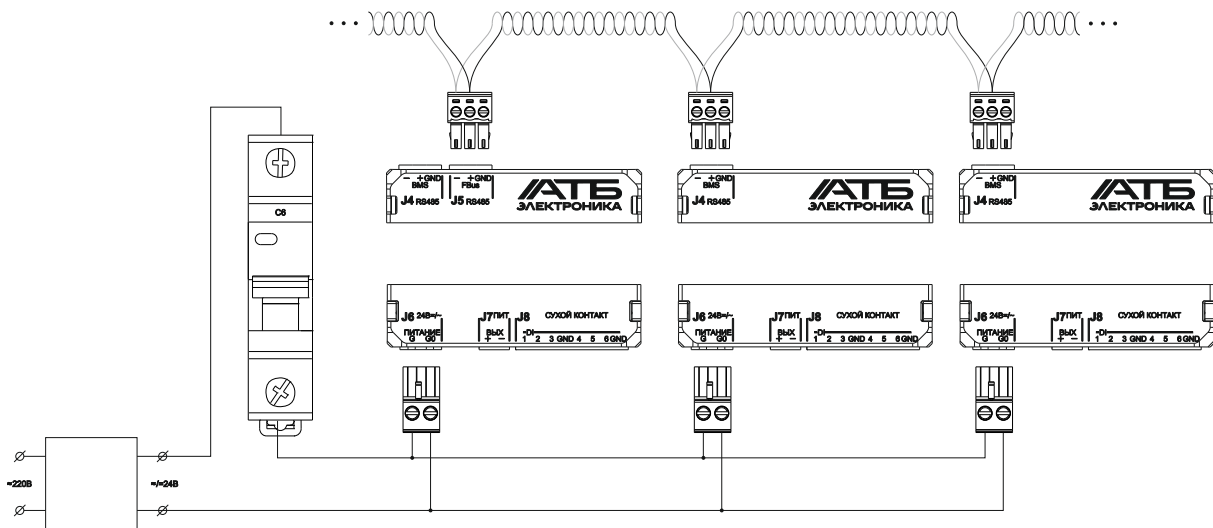 • • •
• • •
– + GND
BMS
J4 RS485
– + GND
FBus
J5 RS485
АТБ
ЭЛЕКТРОНИКА
– + GND
BMS
J4 RS485
АТБ
ЭЛЕКТРОНИКА
– + GND
BMS
J4 RS485
АТБ
ЭЛЕКТРОНИКА
C6
J6 24В=/~
ПИТАНИЕ
G G0
J7 ПИТ
ВЫХ
+ –
J8 СУХОЙ КОНТАКТ
-DI
1 2 3 GND 4 5 6 GND
J6 24В=/~
ПИТАНИЕ
G G0
J7 ПИТ
ВЫХ
+ –
J8 СУХОЙ КОНТАКТ
-DI
1 2 3 GND 4 5 6 GND
J6 24В=/~
ПИТАНИЕ
G G0
J7 ПИТ
ВЫХ
+ –
J8 СУХОЙ КОНТАКТ
-DI
1 2 3 GND 4 5 6 GND
≈220В
≈/=24В